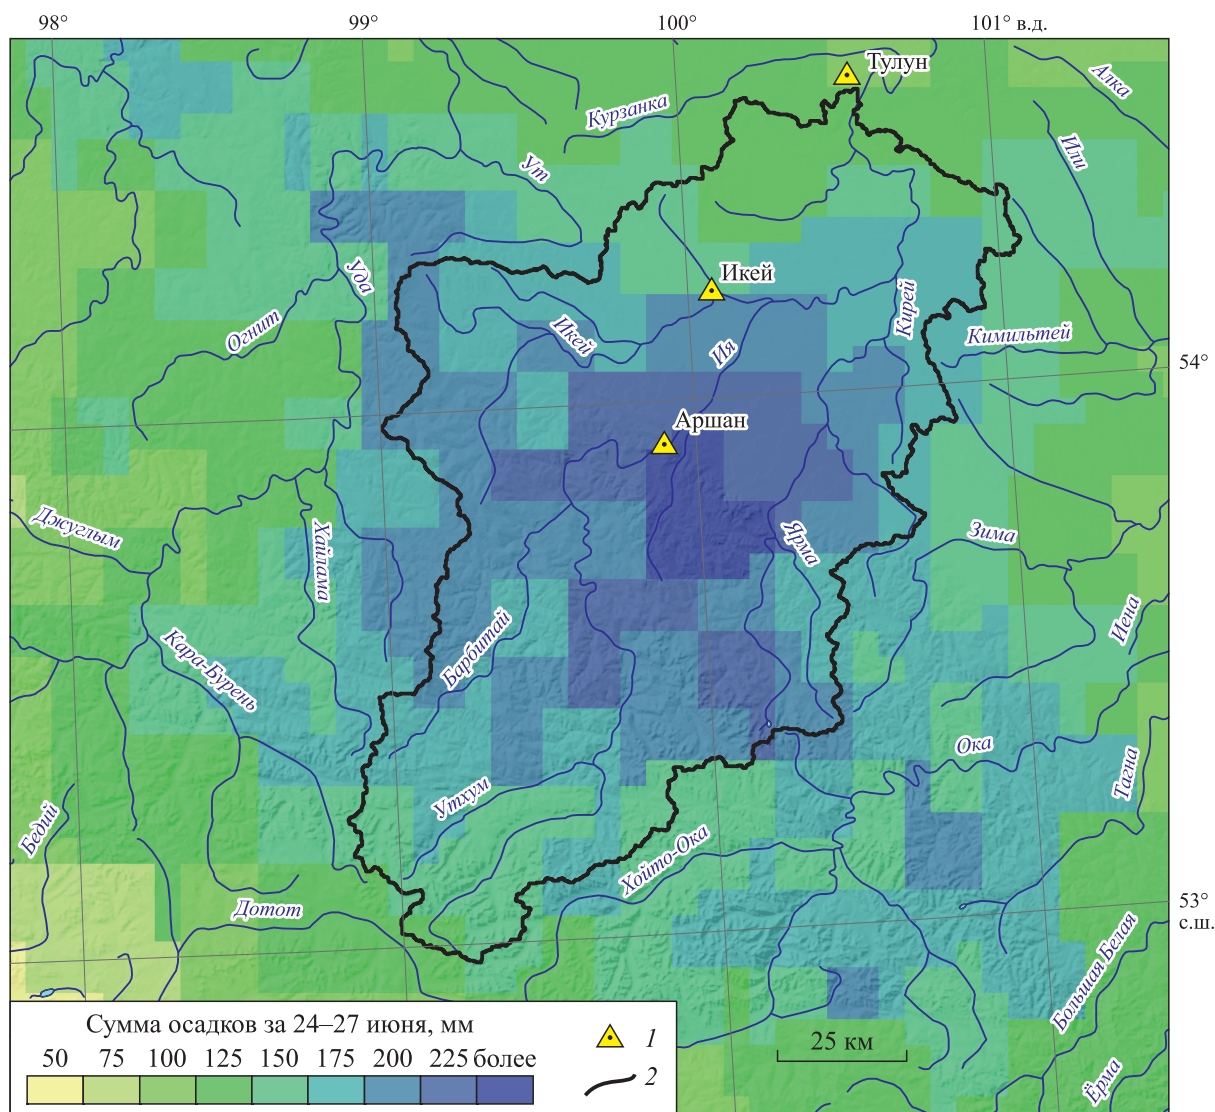 98° 99° 100° 101° в.д.
Тулун
Алка
Курзанка
Или
Ут
Икей
Уда
Кирей
Огнит
Икей
Ия
Кимильтей
54°
Аршан
Джуглым
Хайлама
Ярма
Зима
Иена
Барбитай
Кара-Бурень
Ока
Тагна
Утхум
Бедий
Хойто-Ока
Дотот
53°
с.ш.
Большая Белая
Ёрма
Сумма осадков за 24–27 июня, мм
50 75 100 125 150 175 200 225 более
1
2
25 км